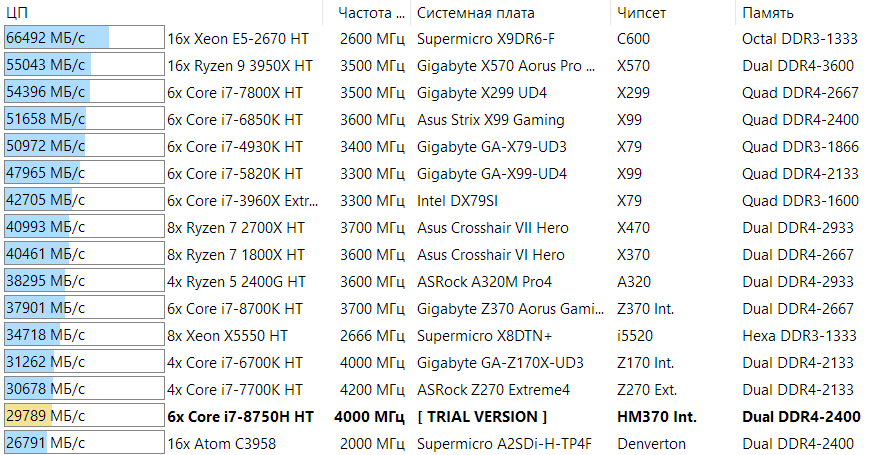 ЦП Частота ... Системная плата Чипсет Память
66492 МБ/с 16x Xeon E5-2670 HT 2600 МГц Supermicro X9DR6-F C600 Octal DDR3-1333
55043 МБ/с 16x Ryzen 9 3950X HT 3500 МГц Gigabyte X570 Aorus Pro ... X570 Dual DDR4-3600
54396 МБ/с 6x Core i7-7800X HT 3500 МГц Gigabyte X299 UD4 X299 Quad DDR4-2667
51658 МБ/с 6x Core i7-6850K HT 3600 МГц Asus Strix X99 Gaming X99 Quad DDR4-2400
50972 МБ/с 6x Core i7-4930K HT 3400 МГц Gigabyte GA-X79-UD3 X79 Quad DDR3-1866
47965 МБ/с 6x Core i7-5820K HT 3300 МГц Gigabyte GA-X99-UD4 X99 Quad DDR4-2133
42705 МБ/с 6x Core i7-3960X Extr... 3300 МГц Intel DX79SI X79 Quad DDR3-1600
40993 МБ/с 8x Ryzen 7 2700X HT 3700 МГц Asus Crosshair VII Hero X470 Dual DDR4-2933
40461 МБ/с 8x Ryzen 7 1800X HT 3600 МГц Asus Crosshair VI Hero X370 Dual DDR4-2667
38295 МБ/с 4x Ryzen 5 2400G HT 3600 МГц ASRock A320M Pro4 A320 Dual DDR4-2933
37901 МБ/с 6x Core i7-8700K HT 3700 МГц Gigabyte Z370 Aorus Gami... Z370 Int. Dual DDR4-2667
34718 МБ/с 8x Xeon X5550 HT 2666 МГц Supermicro X8DTN+ i5520 Hexa DDR3-1333
31262 МБ/с 4x Core i7-6700K HT 4000 МГц Gigabyte GA-Z170X-UD3 Z170 Int. Dual DDR4-2133
30678 МБ/с 4x Core i7-7700K HT 4200 МГц ASRock Z270 Extreme4 Z270 Ext. Dual DDR4-2133
29789 МБ/с 6x Core i7-8750H HT 4000 МГц [ TRIAL VERSION ] HM370 Int. Dual DDR4-2400
26791 МБ/с 16x Atom C3958 2000 МГц Supermicro A2SDi-H-TP4F Denverton Dual DDR4-2400